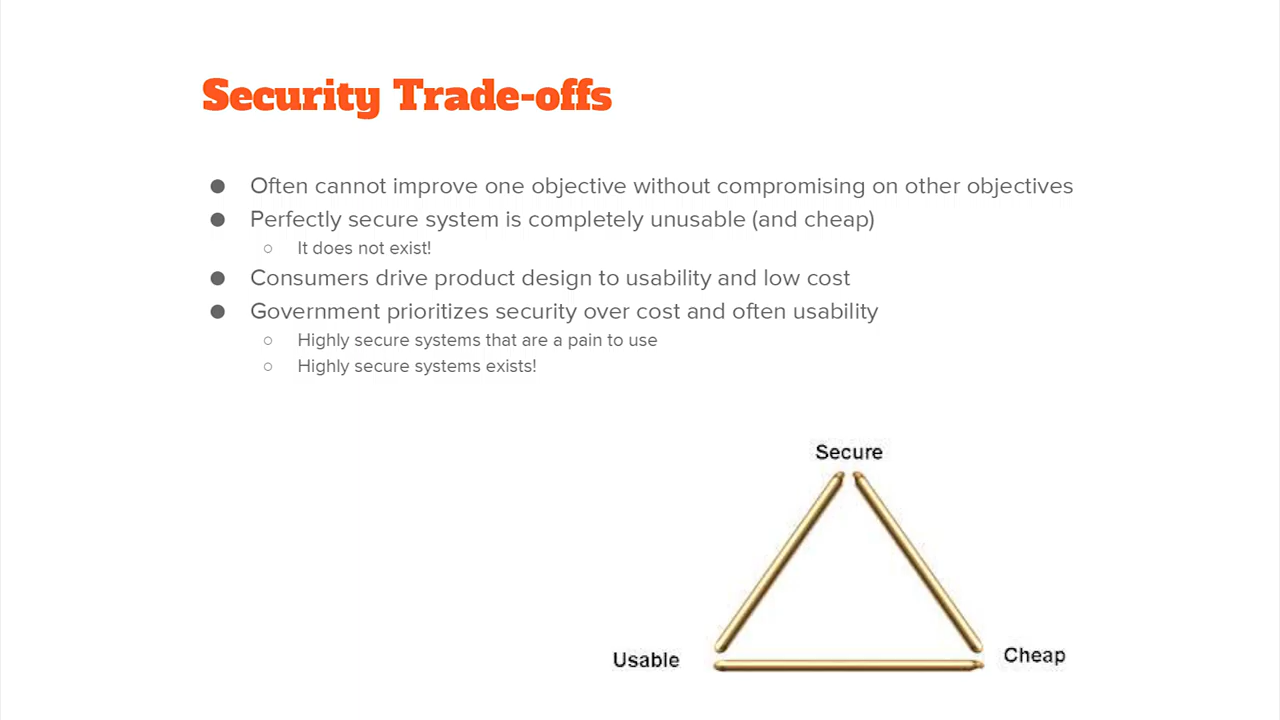 Security Trade-offs
● Often cannot improve one objective without compromising on other objectives
● Perfectly secure system is completely unusable (and cheap)
○ It does not exist!
● Consumers drive product design to usability and low cost
● Government prioritizes security over cost and often usability
○ Highly secure systems that are a pain to use
○ Highly secure systems exists!
Secure
Usable
Cheap